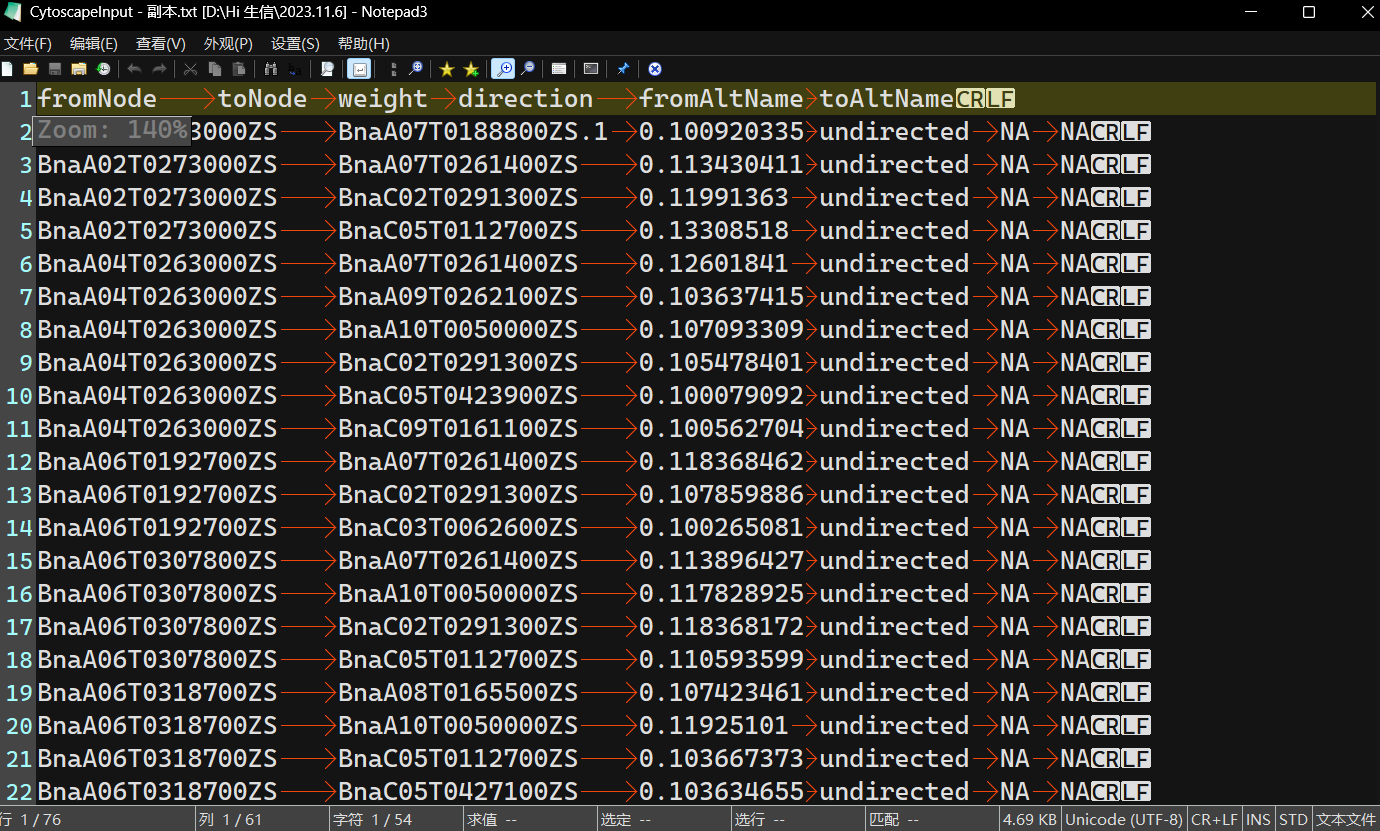 CytoscapeInput - 副本.txt [D:\Hi 生信\2023.11.6] - Notepad3
文件(F) 编辑(E) 查看(V) 外观(P) 设置(S) 帮助(H)
1 fromNode toNode weight direction fromAltName toAltName CR LF
Zoom: 140%
2 3000ZS BnaA07T0188800ZS.1 0.100920335 undirected NA NA CR LF
3 BnaA02T0273000ZS BnaA07T0261400ZS 0.113430411 undirected NA NA CR LF
4 BnaA02T0273000ZS BnaC02T0291300ZS 0.11991363 undirected NA NA CR LF
5 BnaA02T0273000ZS BnaC05T0112700ZS 0.13308518 undirected NA NA CR LF
6 BnaA04T0263000ZS BnaA07T0261400ZS 0.12601841 undirected NA NA CR LF
7 BnaA04T0263000ZS BnaA09T0262100ZS 0.103637415 undirected NA NA CR LF
8 BnaA04T0263000ZS BnaA10T0050000ZS 0.107093309 undirected NA NA CR LF
9 BnaA04T0263000ZS BnaC02T0291300ZS 0.105478401 undirected NA NA CR LF
10 BnaA04T0263000ZS BnaC05T0423900ZS 0.100079092 undirected NA NA CR LF
11 BnaA04T0263000ZS BnaC09T0161100ZS 0.100562704 undirected NA NA CR LF
12 BnaA06T0192700ZS BnaA07T0261400ZS 0.118368462 undirected NA NA CR LF
13 BnaA06T0192700ZS BnaC02T0291300ZS 0.107859886 undirected NA NA CR LF
14 BnaA06T0192700ZS BnaC03T0062600ZS 0.100265081 undirected NA NA CR LF
15 BnaA06T0307800ZS BnaA07T0261400ZS 0.113896427 undirected NA NA CR LF
16 BnaA06T0307800ZS BnaA10T0050000ZS 0.117828925 undirected NA NA CR LF
17 BnaA06T0307800ZS BnaC02T0291300ZS 0.118368172 undirected NA NA CR LF
18 BnaA06T0307800ZS BnaC05T0112700ZS 0.110593599 undirected NA NA CR LF
19 BnaA06T0318700ZS BnaA08T0165500ZS 0.107423461 undirected NA NA CR LF
20 BnaA06T0318700ZS BnaA10T0050000ZS 0.11925101 undirected NA NA CR LF
21 BnaA06T0318700ZS BnaC05T0112700ZS 0.103667373 undirected NA NA CR LF
22 BnaA06T0318700ZS BnaC05T0427100ZS 0.103634655 undirected NA NA CR LF
行 1 / 76 列 1 / 61 字符 1 / 54 求值 -- 选定 -- 选行 -- 匹配 -- 4.69 KB Unicode (UTF-8) CR+LF INS STD 文本文件